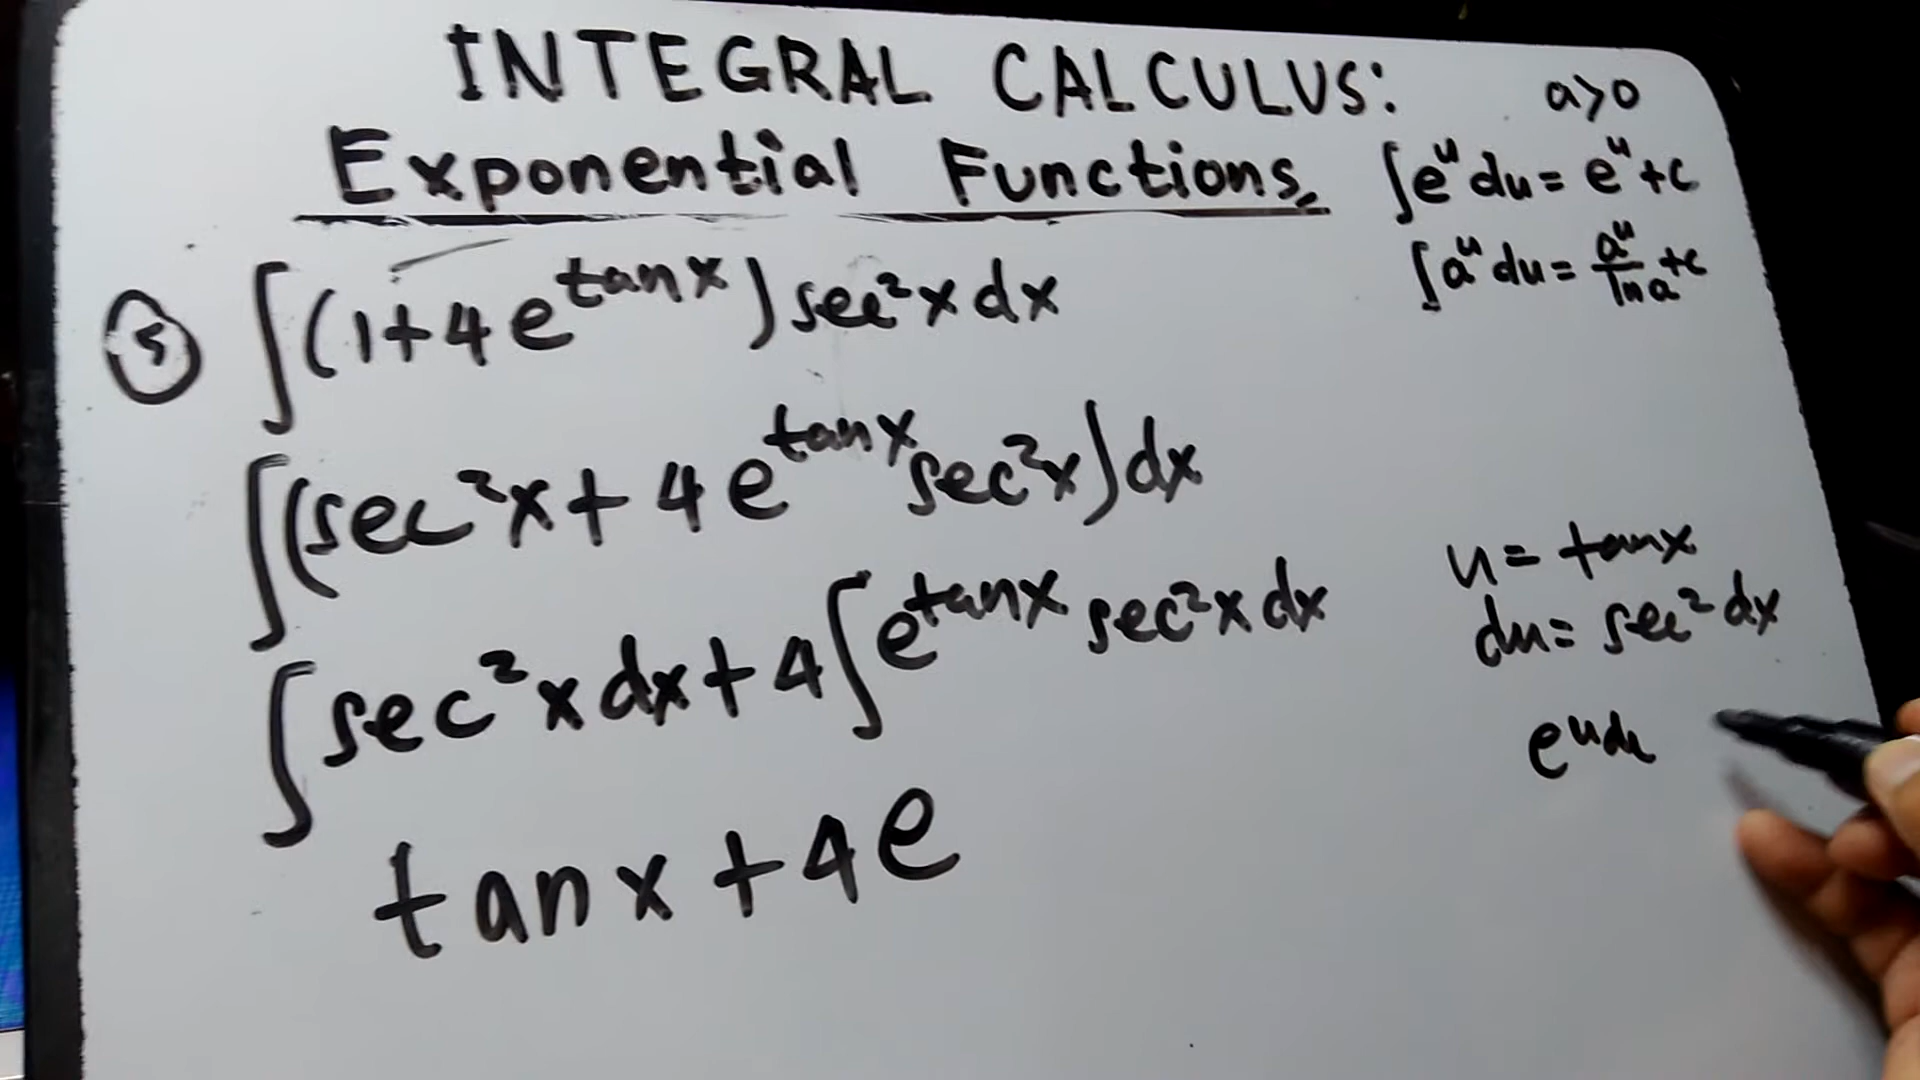 INTEGRAL CALCULUS:
Exponential Functions.
a>0
∫e^u du = e^u + c
∫a^u du = a^u/ln a + c
⑤ ∫(1+4e^tanx) sec²x dx
∫(sec²x + 4e^tanx sec²x) dx
∫sec²x dx + 4∫e^tanx sec²x dx
tanx + 4e
u = tanx
du = sec² dx
e^u du